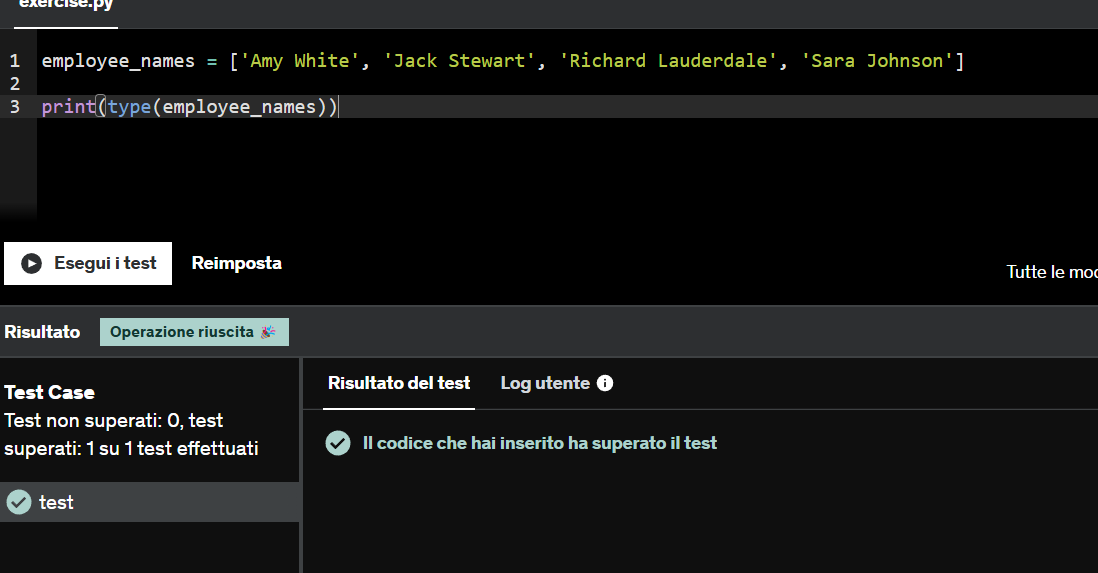 exercise.py
1 employee_names = ['Amy White', 'Jack Stewart', 'Richard Lauderdale', 'Sara Johnson']
2
3 print(type(employee_names))
Esegui i test
Reimposta
Tutte le
Risultato
Operazione riuscita 🎉
Test Case
Test non superati: 0, test
superati: 1 su 1 test effettuati
test
Risultato del test
Log utente
Il codice che hai inserito ha superato il test